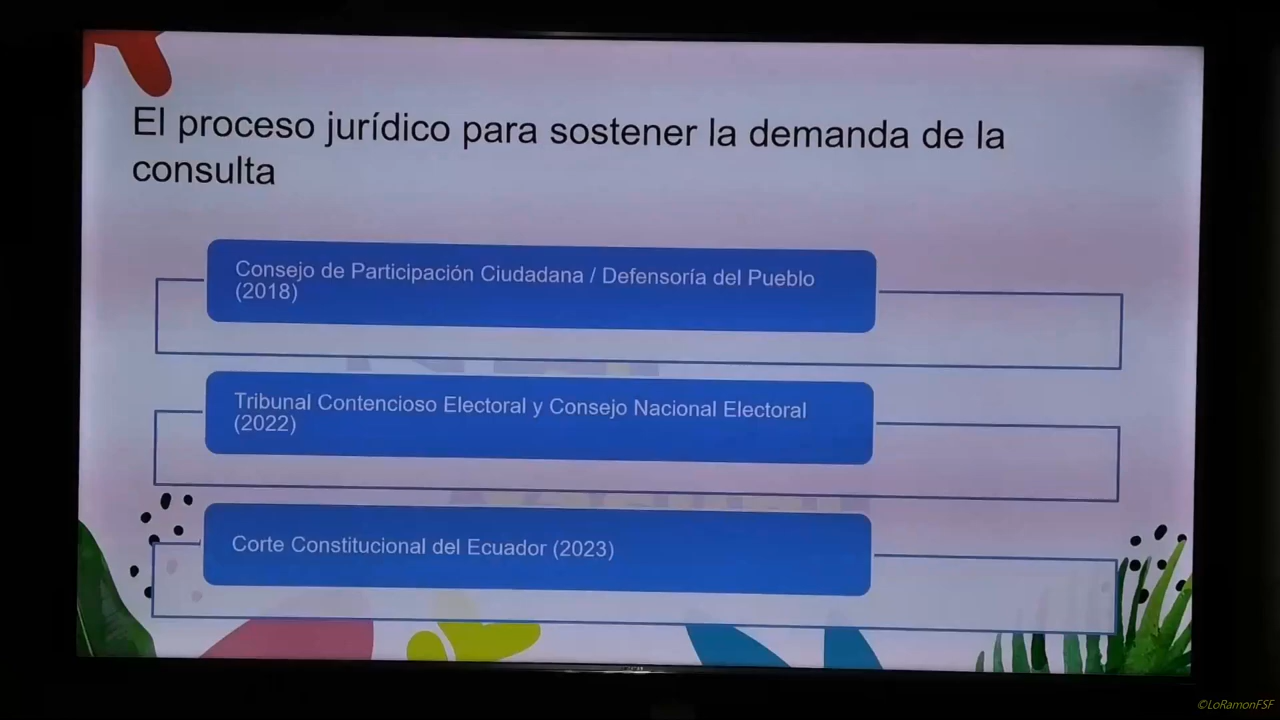 El proceso jurídico para sostener la demanda de la
consulta
Consejo de Participación Ciudadana / Defensoría del Pueblo
(2018)
Tribunal Contencioso Electoral y Consejo Nacional Electoral
(2022)
Corte Constitucional del Ecuador (2023)
©LoRamonFSF